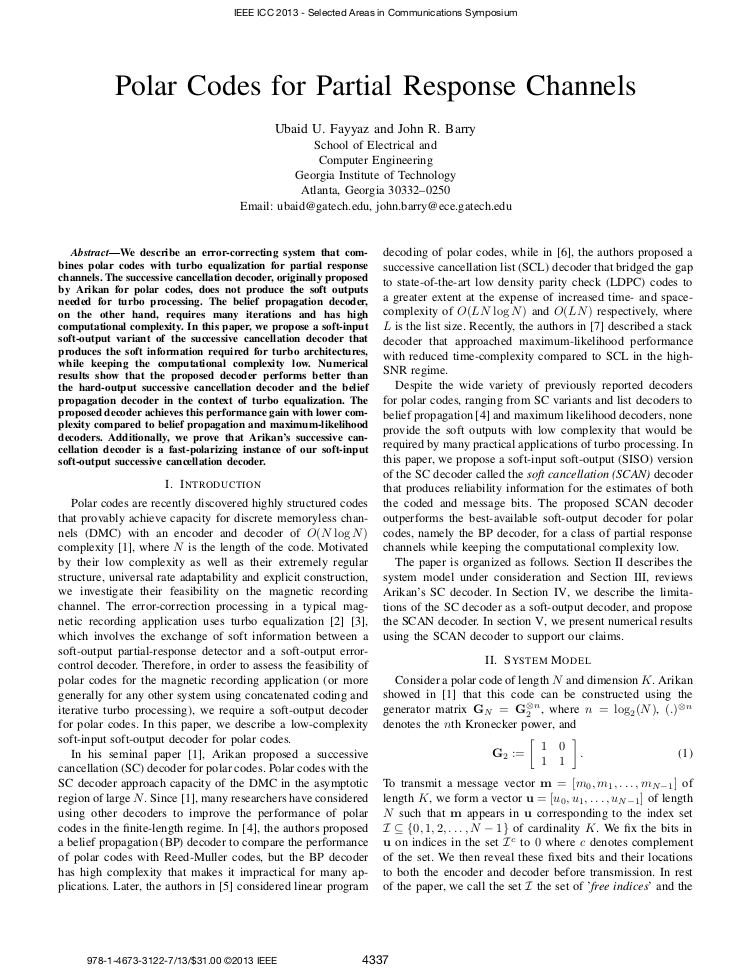 IEEE ICC 2013 - Selected Areas in Communications Symposium
Polar Codes for Partial Response Channels
Ubaid U. Fayyaz and John R. Barry
School of Electrical and
Computer Engineering
Georgia Institute of Technology
Atlanta, Georgia 30332–0250
Email: ubaid@gatech.edu, john.barry@ece.gatech.edu
Abstract—We describe an error-correcting system that com-
bines polar codes with turbo equalization for partial response
channels. The successive cancellation decoder, originally proposed
by Arikan for polar codes, does not produce the soft outputs
needed for turbo processing. The belief propagation decoder,
on the other hand, requires many iterations and has high
computational complexity. In this paper, we propose a soft-input
soft-output variant of the successive cancellation decoder that
produces the soft information required for turbo architectures,
while keeping the computational complexity low. Numerical
results show that the proposed decoder performs better than
the hard-output successive cancellation decoder and the belief
propagation decoder in the context of turbo equalization. The
proposed decoder achieves this performance gain with lower com-
plexity compared to belief propagation and maximum-likelihood
decoders. Additionally, we prove that Arikan's successive can-
cellation decoder is a fast-polarizing instance of our soft-input
soft-output successive cancellation decoder.
I. INTRODUCTION
Polar codes are recently discovered highly structured codes
that provably achieve capacity for discrete memoryless chan-
nels (DMC) with an encoder and decoder of O(N log N)
complexity [1], where N is the length of the code. Motivated
by their low complexity as well as their extremely regular
structure, universal rate adaptability and explicit construction,
we investigate their feasibility on the magnetic recording
channel. The error-correction processing in a typical mag-
netic recording application uses turbo equalization [2] [3],
which involves the exchange of soft information between a
soft-output partial-response detector and a soft-output error-
control decoder. Therefore, in order to assess the feasibility of
polar codes for the magnetic recording application (or more
generally for any other system using concatenated coding and
iterative turbo processing), we require a soft-output decoder
for polar codes. In this paper, we describe a low-complexity
soft-input soft-output decoder for polar codes.
In his seminal paper [1], Arikan proposed a successive
cancellation (SC) decoder for polar codes. Polar codes with the
SC decoder approach capacity of the DMC in the asymptotic
region of large N. Since [1], many researchers have considered
using other decoders to improve the performance of polar
codes in the finite-length regime. In [4], the authors proposed
a belief propagation (BP) decoder to compare the performance
of polar codes with Reed-Muller codes, but the BP decoder
has high complexity that makes it impractical for many ap-
plications. Later, the authors in [5] considered linear program
decoding of polar codes, while in [6], the authors proposed a
successive cancellation list (SCL) decoder that bridged the gap
to state-of-the-art low density parity check (LDPC) codes to
a greater extent at the expense of increased time- and space-
complexity of O(LN log N) and O(LN) respectively, where
L is the list size. Recently, the authors in [7] described a stack
decoder that approached maximum-likelihood performance
with reduced time-complexity compared to SCL in the high-
SNR regime.
Despite the wide variety of previously reported decoders
for polar codes, ranging from SC variants and list decoders to
belief propagation [4] and maximum likelihood decoders, none
provide the soft outputs with low complexity that would be
required by many practical applications of turbo processing. In
this paper, we propose a soft-input soft-output (SISO) version
of the SC decoder called the soft cancellation (SCAN) decoder
that produces reliability information for the estimates of both
the coded and message bits. The proposed SCAN decoder
outperforms the best-available soft-output decoder for polar
codes, namely the BP decoder, for a class of partial response
channels while keeping the computational complexity low.
The paper is organized as follows. Section II describes the
system model under consideration and Section III, reviews
Arikan's SC decoder. In Section IV, we describe the limita-
tions of the SC decoder as a soft-output decoder, and propose
the SCAN decoder. In section V, we present numerical results
using the SCAN decoder to support our claims.
II. SYSTEM MODEL
Consider a polar code of length N and dimension K. Arikan
showed in [1] that this code can be constructed using the
generator matrix G_N = G_2^{⊗n}, where n = log₂(N), (.)^{⊗n}
denotes the nth Kronecker power, and
G₂ := [ 1 0
1 1 ]. (1)
To transmit a message vector m = [m₀, m₁, . . . , m_{N−1}] of
length K, we form a vector u = [u₀, u₁, . . . , u_{N−1}] of length
N such that m appears in u corresponding to the index set
I ⊆ {0, 1, 2, . . . , N − 1} of cardinality K. We fix the bits in
u on indices in the set I^c to 0 where c denotes complement
of the set. We then reveal these fixed bits and their locations
to both the encoder and decoder before transmission. In rest
of the paper, we call the set I the set of 'free indices' and the
978-1-4673-3122-7/13/$31.00 ©2013 IEEE
4337